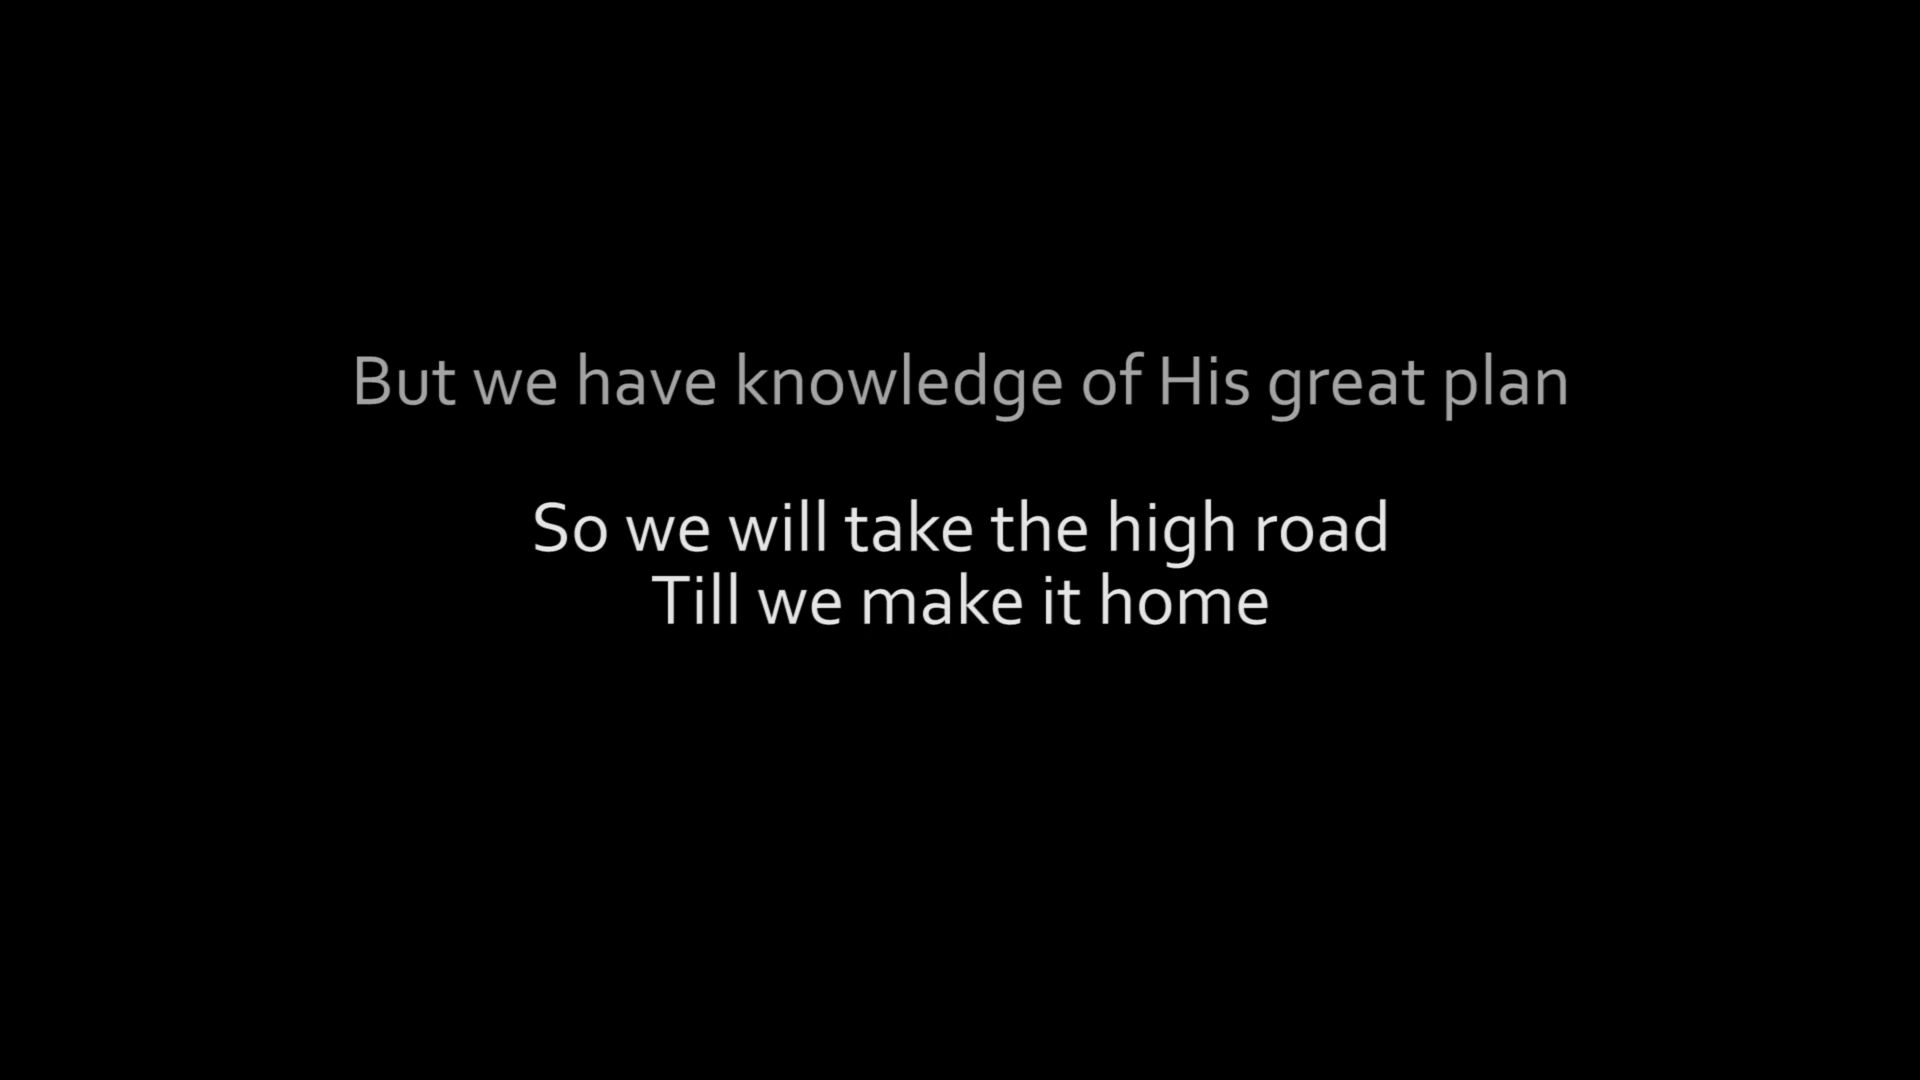 But we have knowledge of His great plan
So we will take the high road
Till we make it home